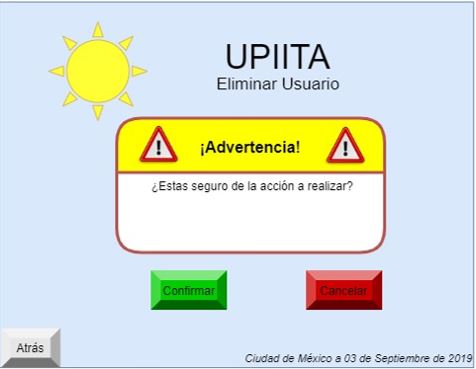 UPIITA
Eliminar Usuario
¡Advertencia!
¿Estas seguro de la acción a realizar?
Confirmar
Cancelar
Atrás
Ciudad de México a 03 de Septiembre de 2019